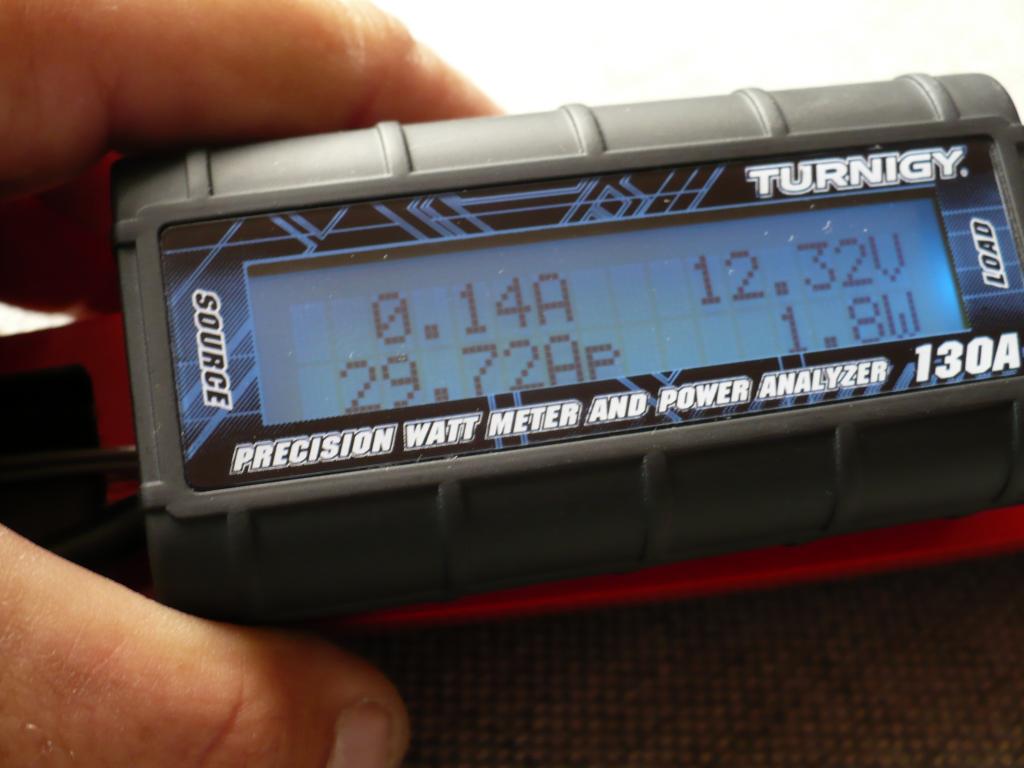 TURNIGY®
SOURCE
LOAD
0.14A 12.32V
29.72Ap 1.8W
PRECISION WATT METER AND POWER ANALYZER 130A